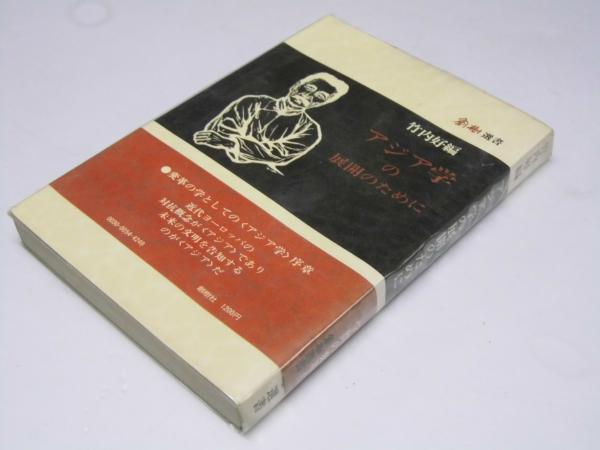 創樹選書
竹内好編
アジア学の
展開のために
●変革の学としての〈アジア学〉序章
近代ヨーロッパの
対抗概念が〈アジア〉であり
未来の文明を告知する
のが〈アジア〉だ
創樹社 1200円